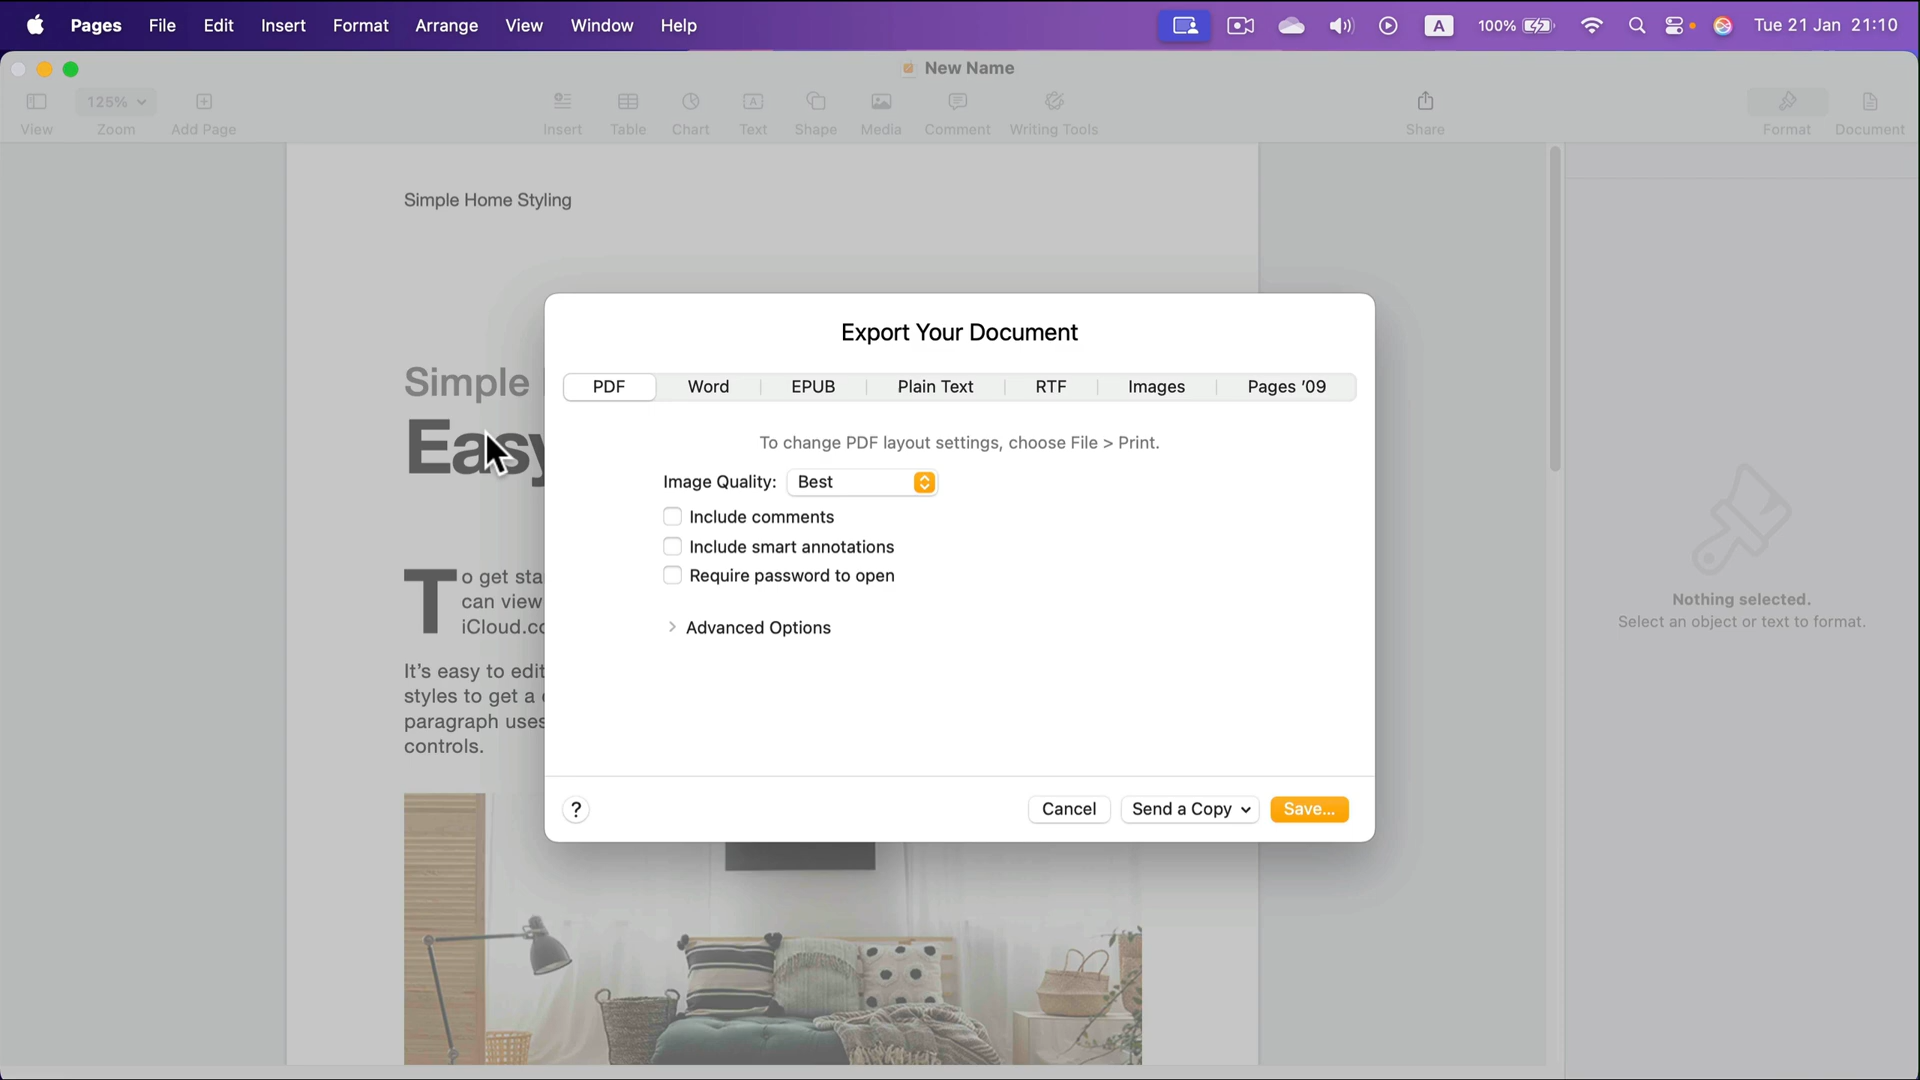 Pages File Edit Insert Format Arrange View Window Help A 100% Tue 21 Jan 21:10
New Name
125%
View Zoom Add Page Insert Table Chart Text Shape Media Comment Writing Tools Share Format Document
Simple Home Styling
Export Your Document
Simple
PDF Word EPUB Plain Text RTF Images Pages '09
Easy
To change PDF layout settings, choose File > Print.
Image Quality: Best
Include comments
Include smart annotations
Require password to open
Advanced Options
To get sta
can view
iCloud.co
Nothing selected.
Select an object or text to format.
It's easy to edit
styles to get a
paragraph uses
controls.
? Cancel Send a Copy Save...